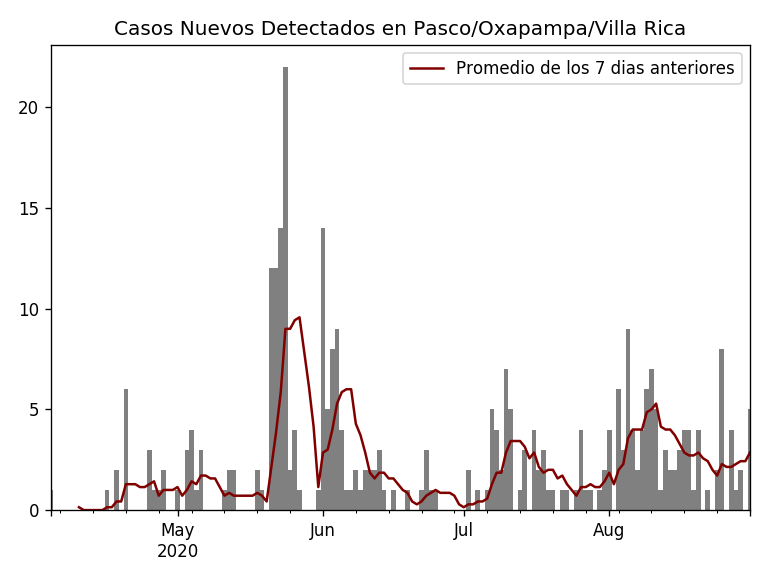 Casos Nuevos Detectados en Pasco/Oxapampa/Villa Rica
Promedio de los 7 dias anteriores
20
15
10
5
0
May Jun Jul Aug
2020